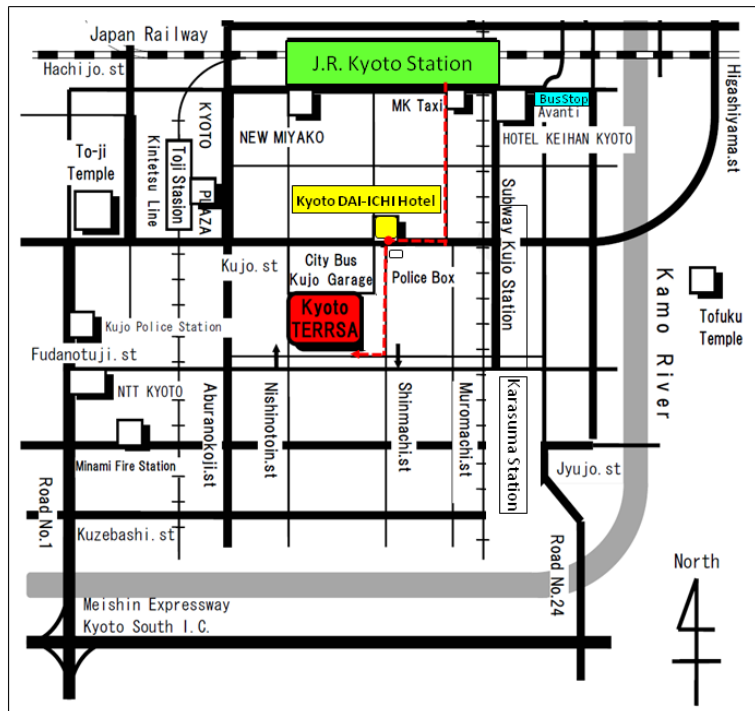 Japan Railway
Hachijo.st
J.R. Kyoto Station
Higashiyama.st
KYOTO
PLAZA
NEW MIYAKO
MK Taxi
BusStop
Avanti
HOTEL KEIHAN KYOTO
To-ji
Temple
Kintetsu Line
Toji Stasion
Kyoto DAI-ICHI Hotel
Subway Kujo Station
Kujo.st
City Bus
Kujo Garage
Police Box
Kyoto
TERRSA
Kamo River
Tofuku
Temple
Kujo Police Station
Fudanotuji.st
NTT KYOTO
Aburanokoji.st
Nishinotoin.st
Shinmachi.st
Muromachi.st
Karasuma Station
Minami Fire Station
Jyujo.st
Road No.1
Kuzebashi.st
Road No.24
North
Meishin Expressway
Kyoto South I.C.